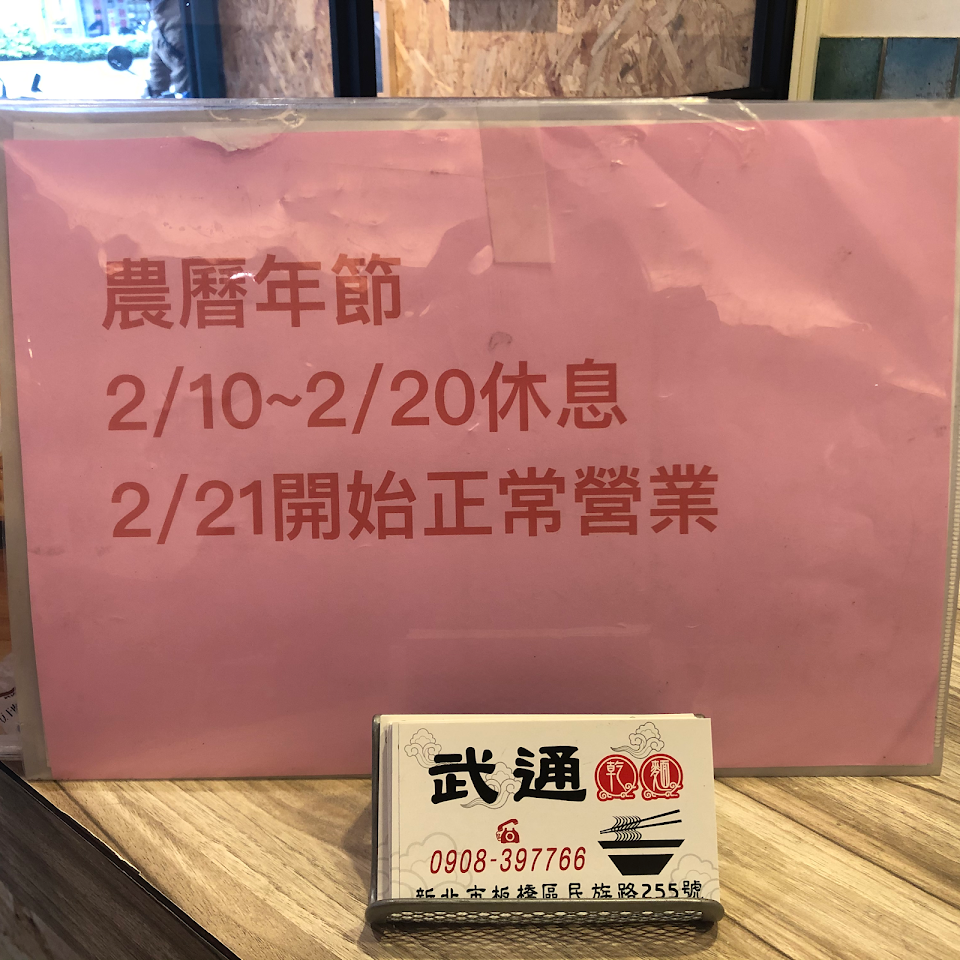 農曆年節
2/10~2/20休息
2/21開始正常營業
武通乾麵
0908-397766
新北市板橋區民族路255號